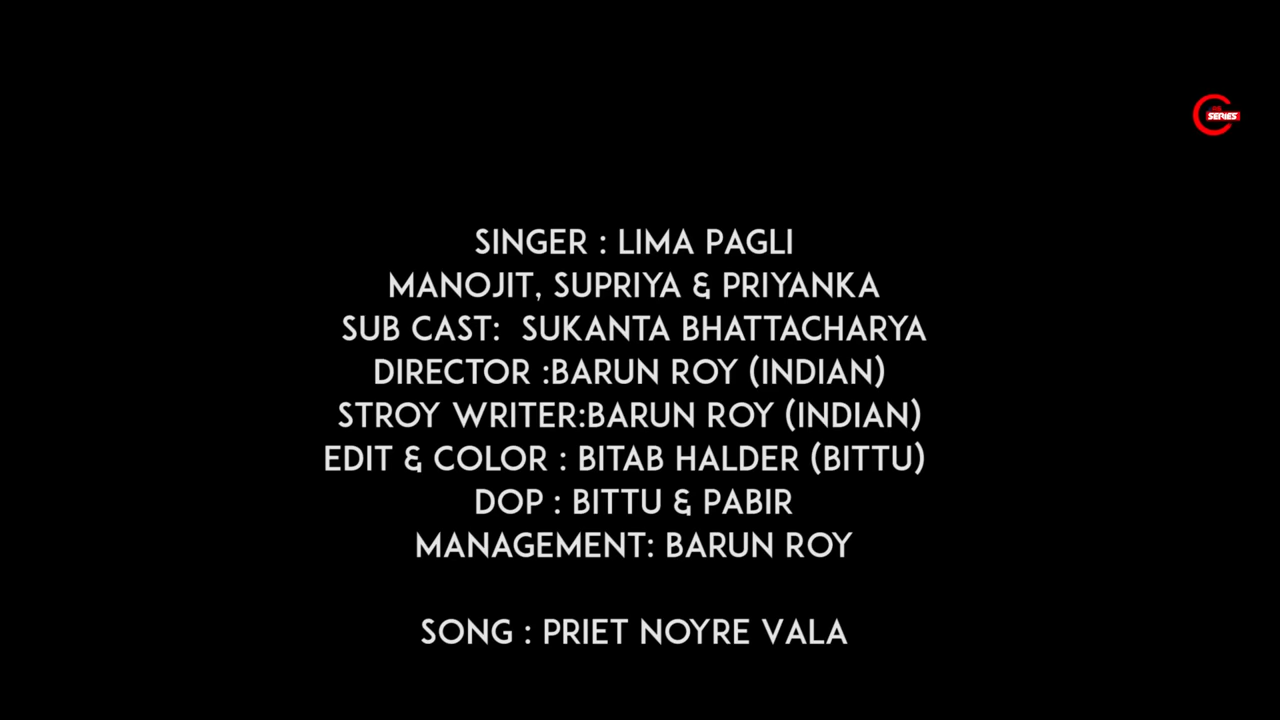 SERIES
SINGER : LIMA PAGLI
MANOJIT, SUPRIYA & PRIYANKA
SUB CAST:  SUKANTA BHATTACHARYA
DIRECTOR :BARUN ROY (INDIAN)
STROY WRITER:BARUN ROY (INDIAN)
EDIT & COLOR : BITAB HALDER (BITTU)
DOP : BITTU & PABIR
MANAGEMENT: BARUN ROY
SONG : PRIET NOYRE VALA